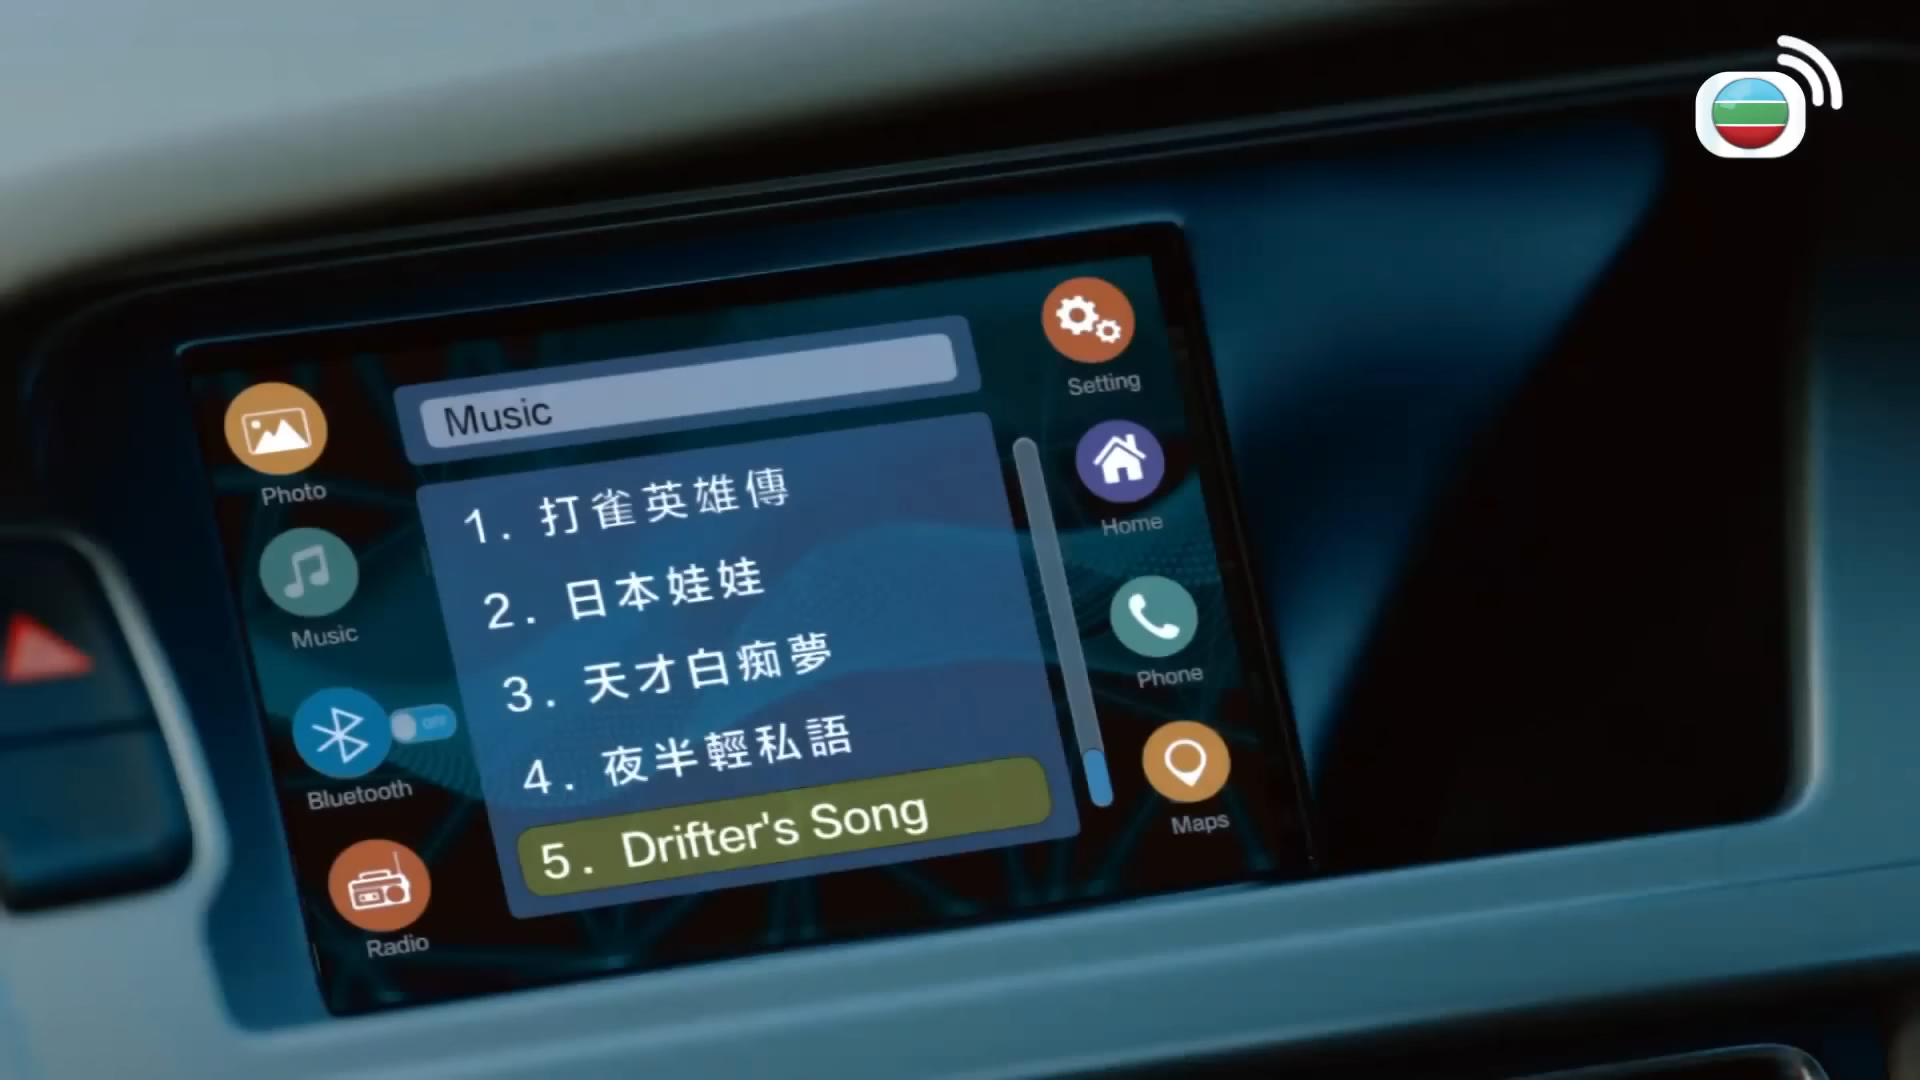 Music
1. 打雀英雄傳
2. 日本娃娃
3. 天才白痴夢
4. 夜半輕私語
5. Drifter's Song
Photo
Music
Bluetooth
OFF
Radio
Setting
Home
Phone
Maps